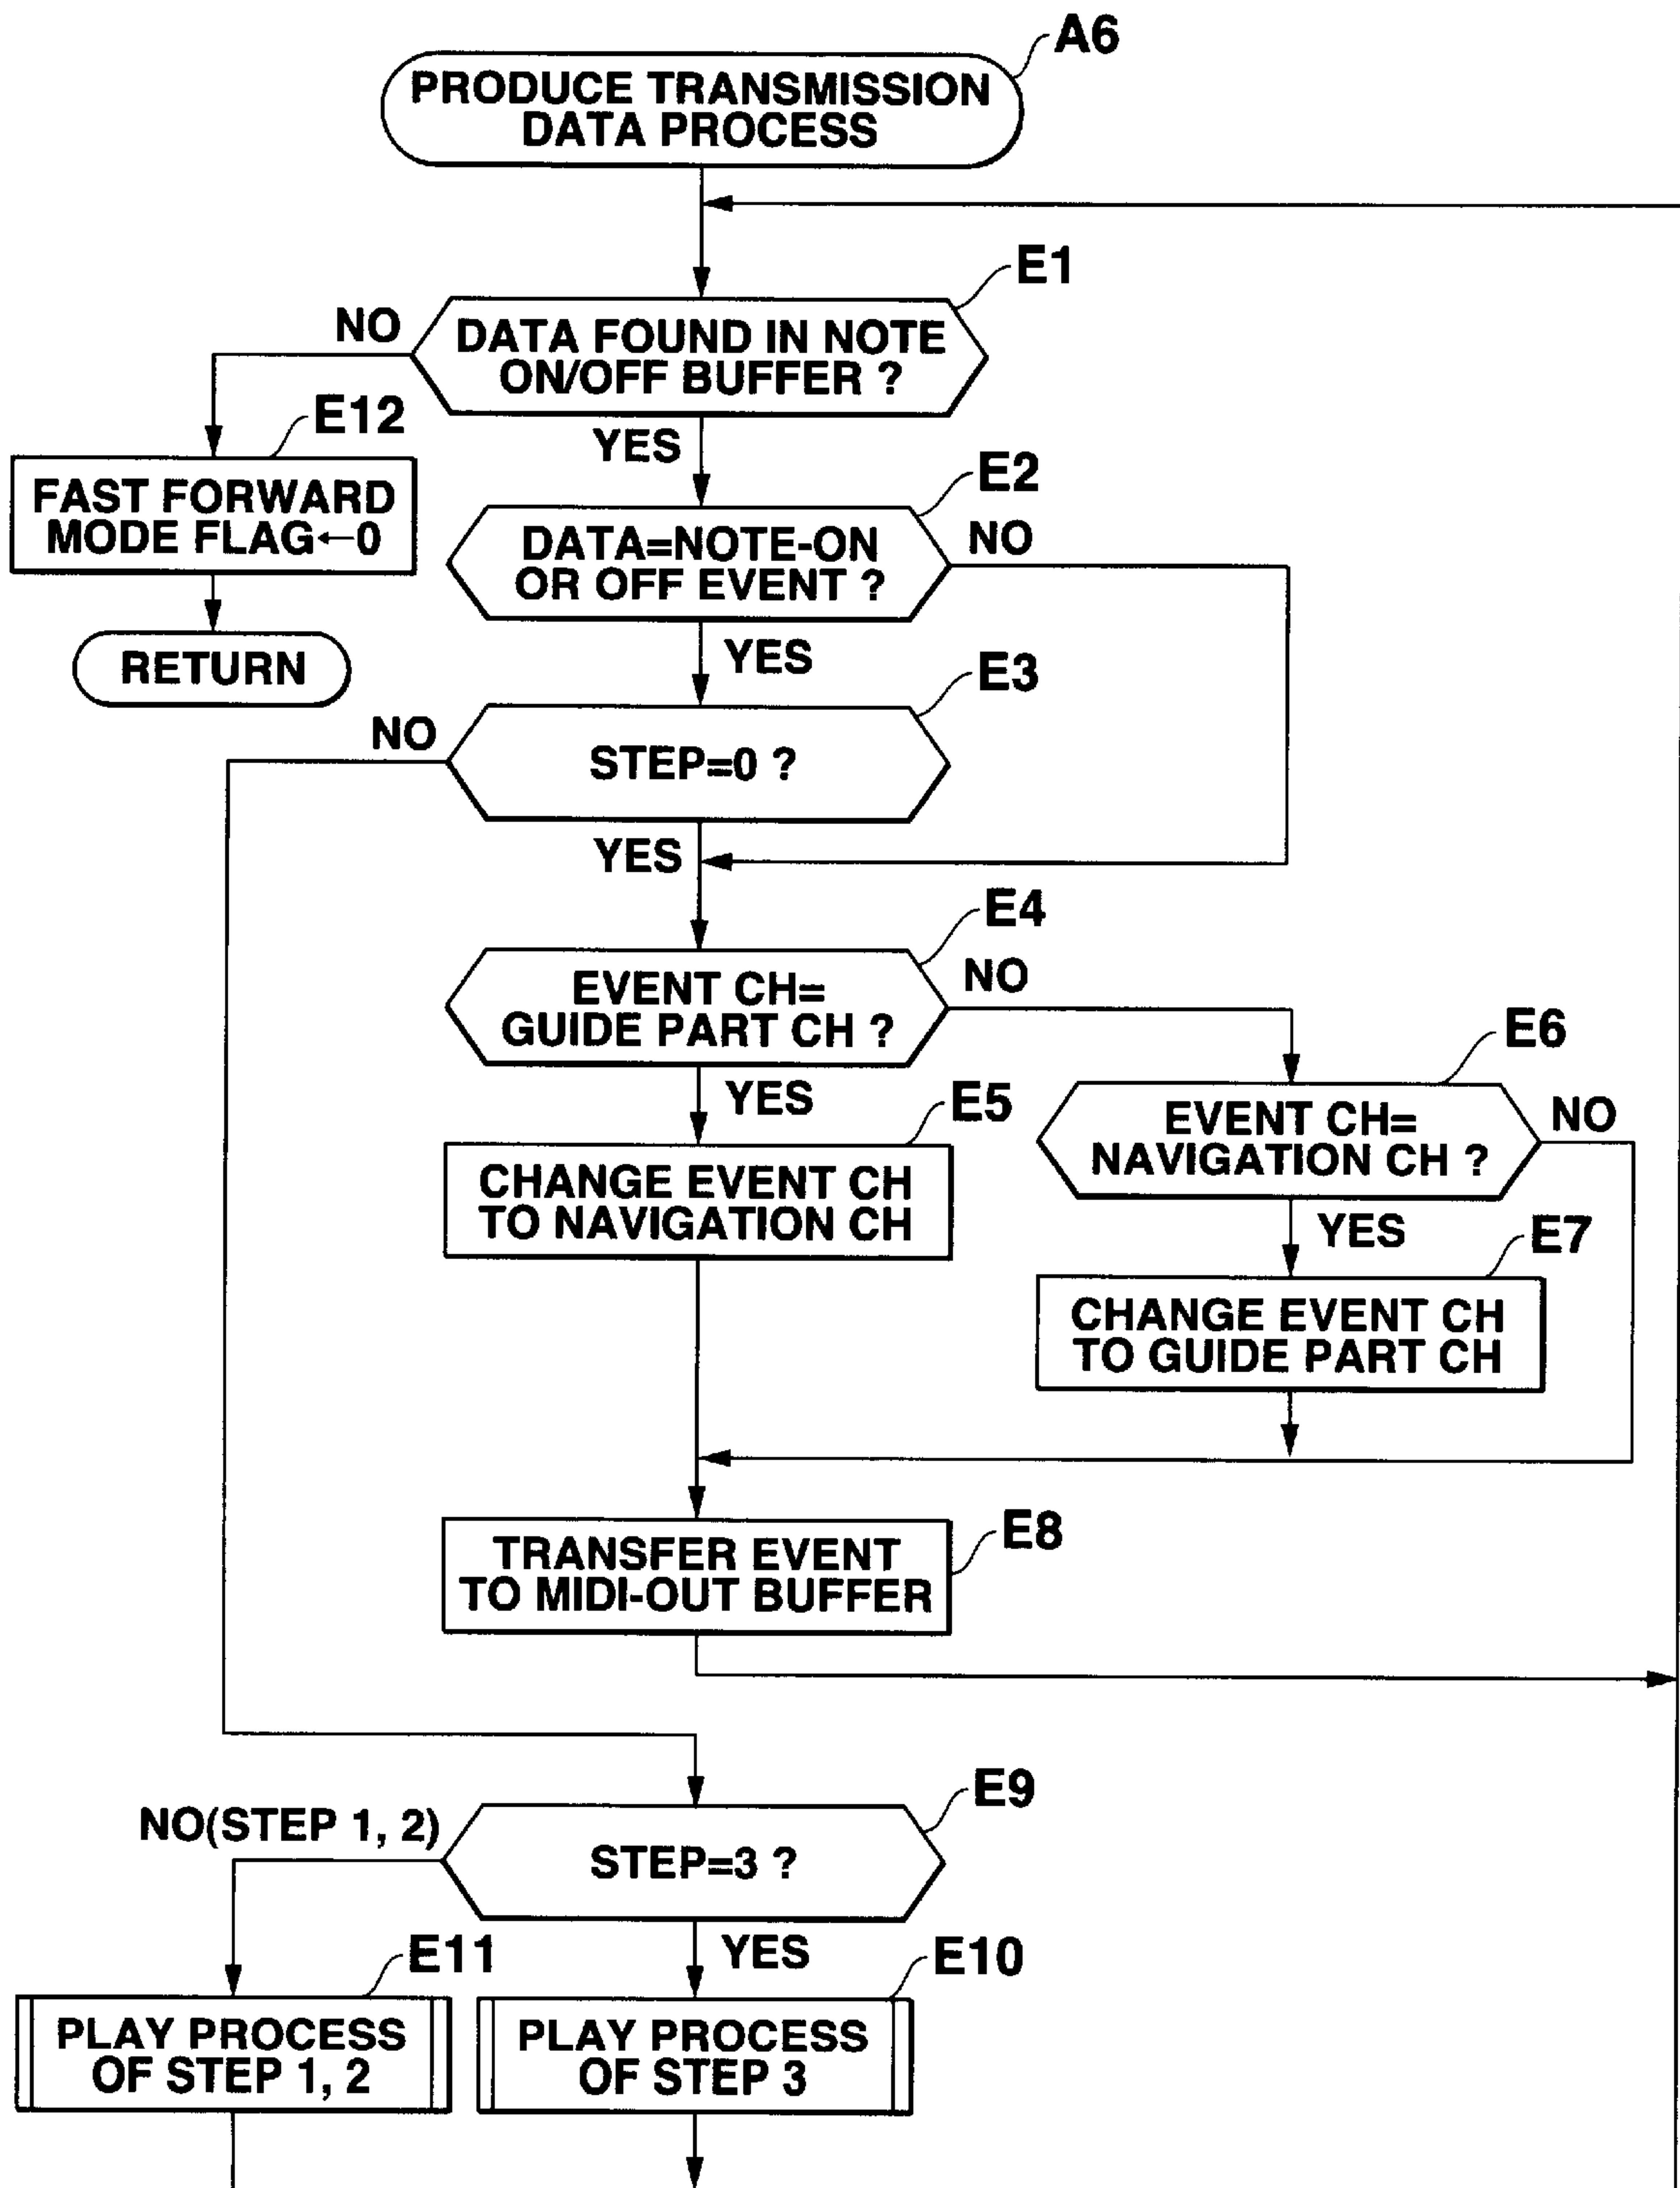 A6
PRODUCE TRANSMISSION
DATA PROCESS
E1
NO
DATA FOUND IN NOTE
ON/OFF BUFFER ?
E12
YES
FAST FORWARD
MODE FLAG←0
E2
DATA=NOTE-ON
OR OFF EVENT ?
NO
RETURN
YES
E3
NO
STEP=0 ?
YES
E4
EVENT CH=
GUIDE PART CH ?
NO
E6
YES
E5
EVENT CH=
NAVIGATION CH ?
NO
CHANGE EVENT CH
TO NAVIGATION CH
YES
E7
CHANGE EVENT CH
TO GUIDE PART CH
E8
TRANSFER EVENT
TO MIDI-OUT BUFFER
E9
NO(STEP 1, 2)
STEP=3 ?
E11
YES
E10
PLAY PROCESS
OF STEP 1, 2
PLAY PROCESS
OF STEP 3